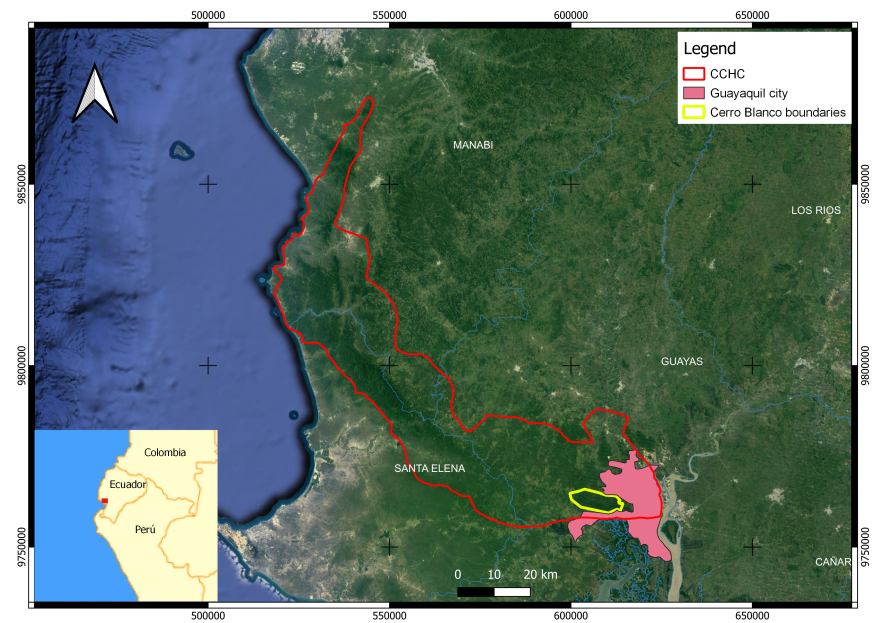 500000 550000 600000 650000
Legend
CCHC
Guayaquil city
Cerro Blanco boundaries
MANABI
9850000 9850000
LOS RIOS
9800000 9800000
GUAYAS
SANTA ELENA
Colombia
Ecuador
Perú
9750000 9750000
CAÑAR
0 10 20 km
500000 550000 600000 650000